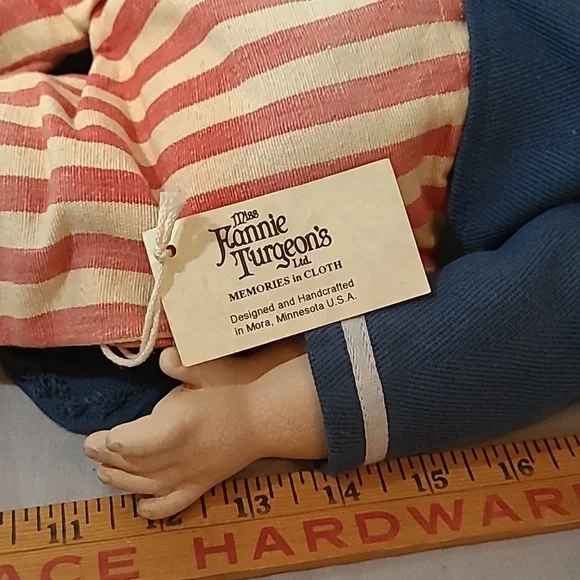 Miss
Fannie
Turgeon's
Ltd.
MEMORIES in CLOTH
Designed and Handcrafted
in Mora, Minnesota U.S.A.
11 12 13 14 15 16
ACE HARDWARE